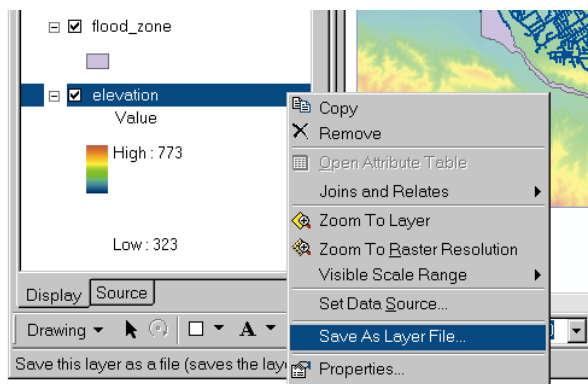 flood_zone
elevation
Value
High : 773
Low : 323
Display Source
Drawing A
Save this layer as a file (saves the lay
Copy
Remove
Open Attribute Table
Joins and Relates
Zoom To Layer
Zoom To Raster Resolution
Visible Scale Range
Set Data Source...
Save As Layer File...
Properties...